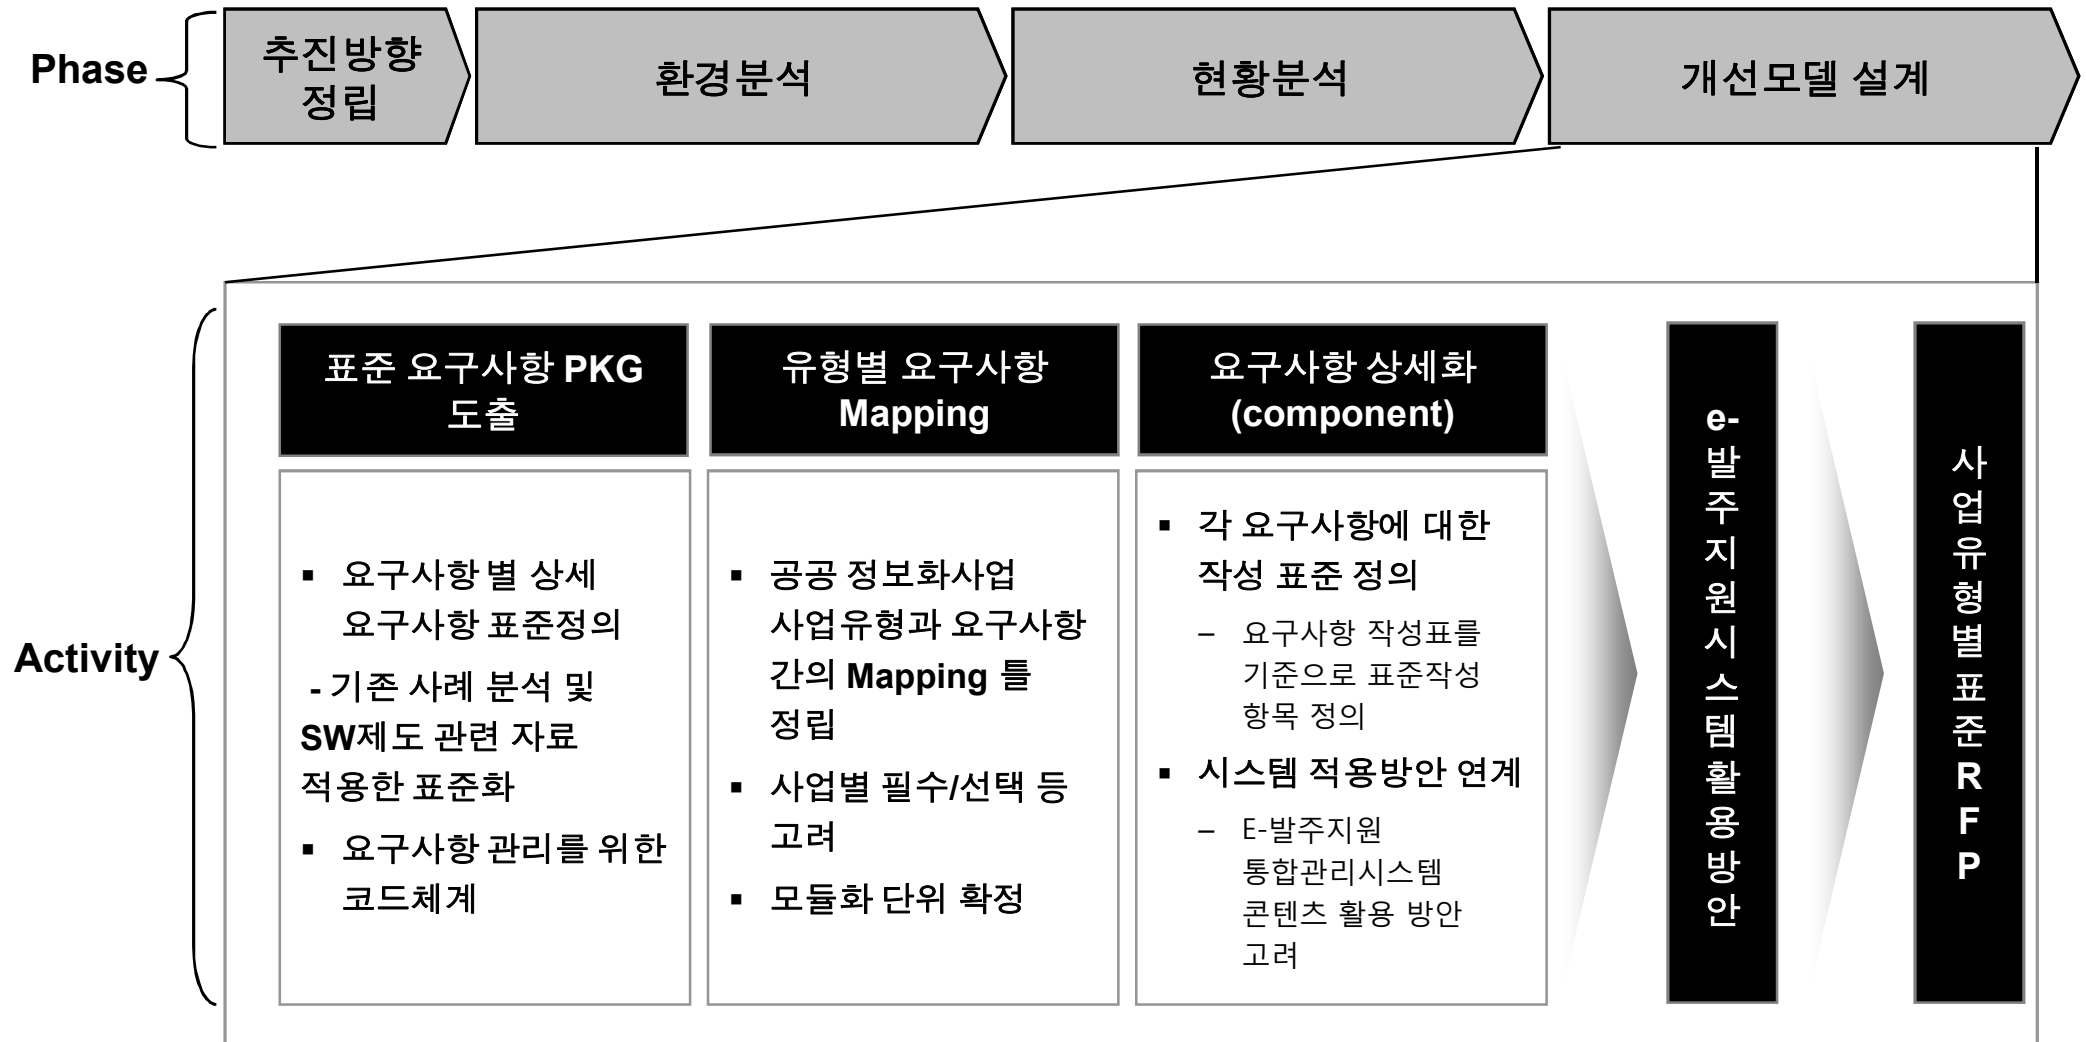 Phase
추진방향
정립
환경분석
현황분석
개선모델 설계
Activity
표준 요구사항 PKG
도출
▪ 요구사항 별 상세
요구사항 표준정의
- 기존 사례 분석 및
SW제도 관련 자료
적용한 표준화
▪ 요구사항 관리를 위한
코드체계
유형별 요구사항
Mapping
▪ 공공 정보화사업
사업유형과 요구사항
간의 Mapping 틀
정립
▪ 사업별 필수/선택 등
고려
▪ 모듈화 단위 확정
요구사항 상세화
(component)
▪ 각 요구사항에 대한
작성 표준 정의
– 요구사항 작성표를
기준으로 표준작성
항목 정의
▪ 시스템 적용방안 연계
– E-발주지원
통합관리시스템
콘텐츠 활용 방안
고려
e-
발
주
지
원
시
스
템
활
용
방
안
사
업
유
형
별
표
준
R
F
P